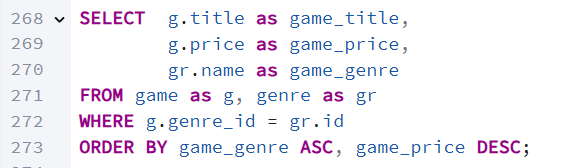 268 SELECT g.title as game_title,
269 g.price as game_price,
270 gr.name as game_genre
271 FROM game as g, genre as gr
272 WHERE g.genre_id = gr.id
273 ORDER BY game_genre ASC, game_price DESC;